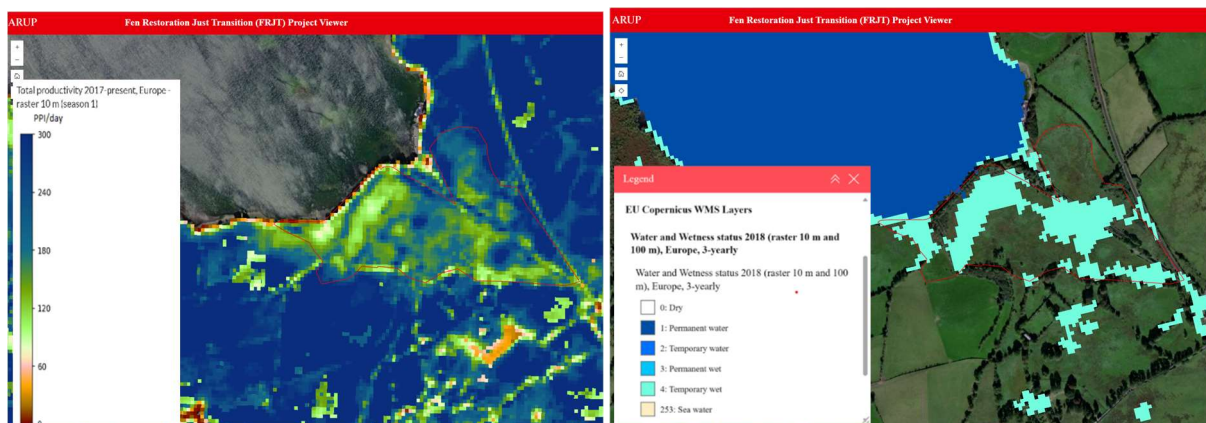 ARUP
Fen Restoration Just Transition (FRJT) Project Viewer
+
−
Total productivity 2017-present, Europe -
raster 10 m (season 1)
PPI/day
300
240
180
120
60
0
ARUP
Fen Restoration Just Transition (FRJT) Project Viewer
+
−
Legend
EU Copernicus WMS Layers
Water and Wetness status 2018 (raster 10 m and
100 m), Europe, 3-yearly
Water and Wetness status 2018 (raster 10 m and 100
m), Europe, 3-yearly
0: Dry
1: Permanent water
2: Temporary water
3: Permanent wet
4: Temporary wet
253: Sea water